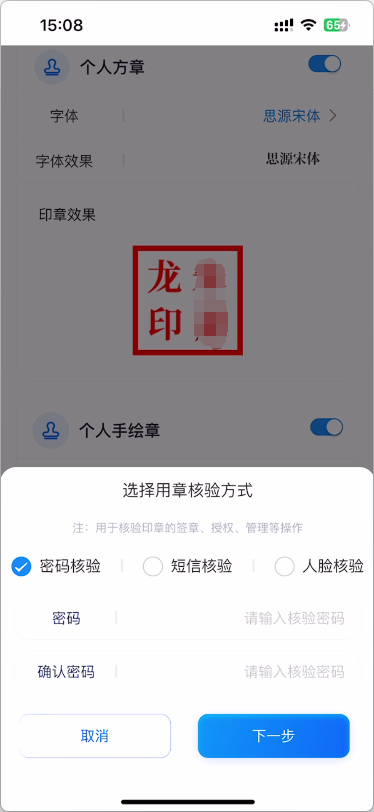 15:08
65
个人方章
字体
思源宋体
字体效果
思源宋体
印章效果
龙
印
个人手绘章
选择用章核验方式
注：用于核验印章的签章、授权、管理等操作
密码核验 短信核验 人脸核验
密码 请输入核验密码
确认密码 请输入核验密码
取消 下一步